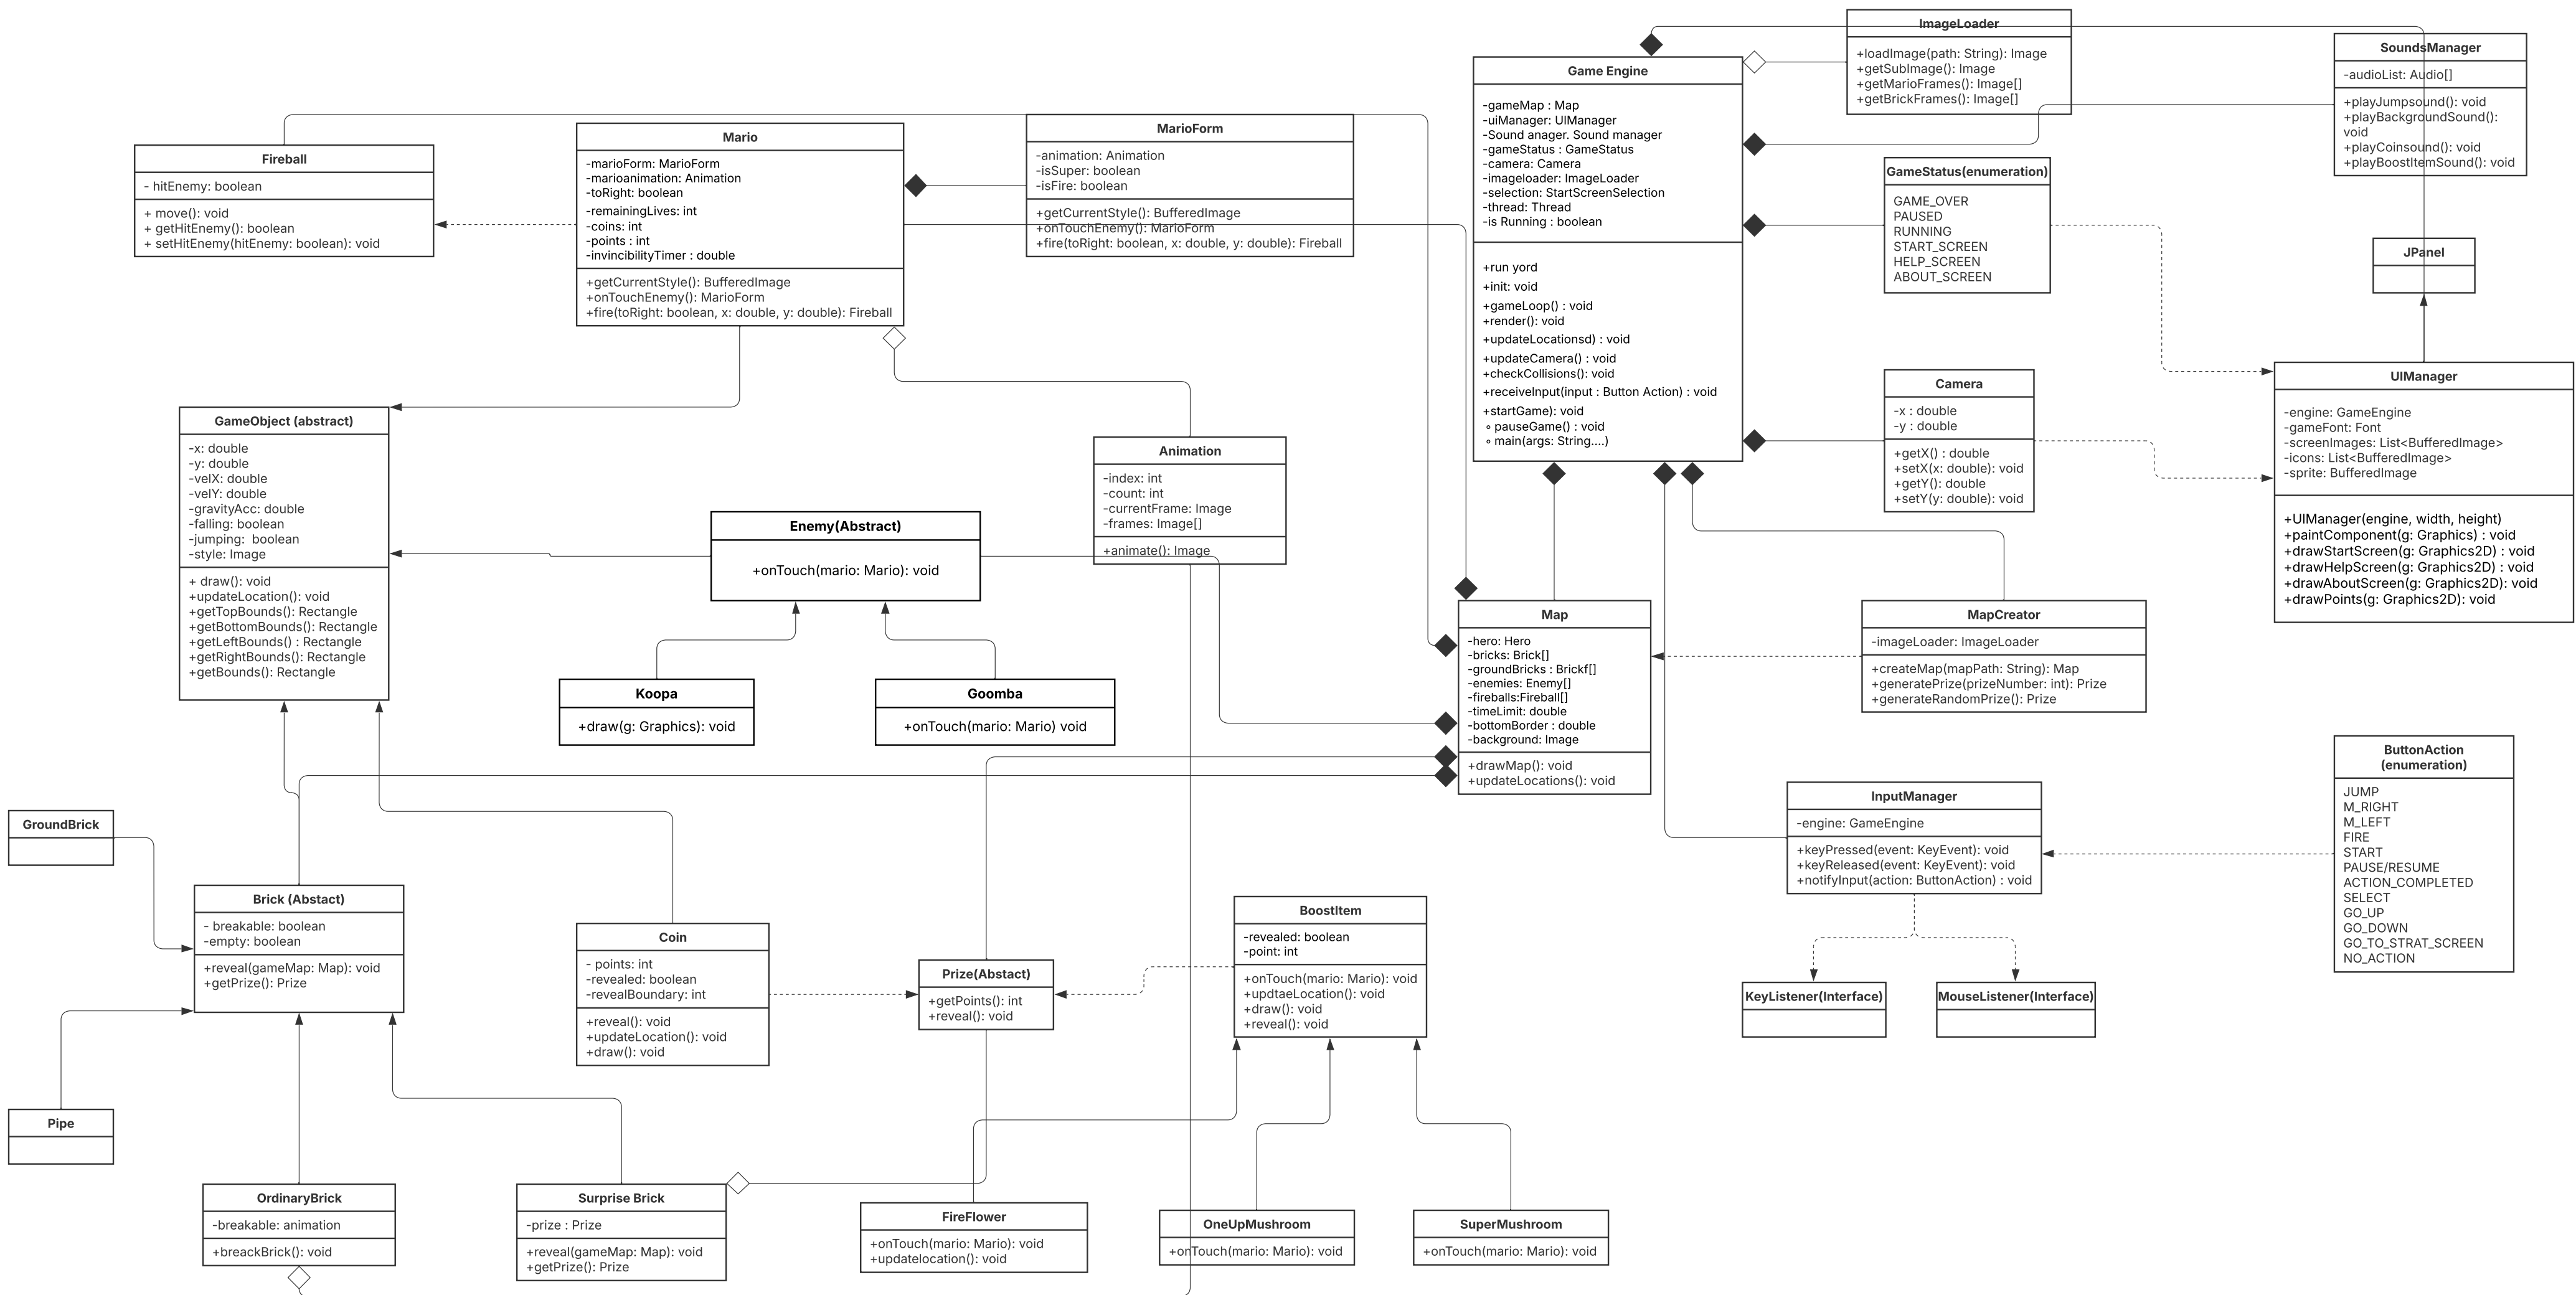 ImageLoader
+loadImage(path: String): Image
+getSubImage(): Image
+getMarioFrames(): Image[]
+getBrickFrames(): Image[]
SoundsManager
-audioList: Audio[]
+playJumpsound(): void
+playBackgroundSound():
void
+playCoinsound(): void
+playBoostItemSound(): void
Game Engine
-gameMap : Map
-uiManager: UIManager
-Sound anager. Sound manager
-gameStatus : GameStatus
-camera: Camera
-imageloader: ImageLoader
-selection: StartScreenSelection
-thread: Thread
-is Running : boolean
+run yord
+init: void
+gameLoop() : void
+render(): void
+updateLocationsd) : void
+updateCamera() : void
+checkCollisions(): void
+receiveInput(input : Button Action) : void
+startGame): void
∘ pauseGame() : void
∘ main(args: String....)
Fireball
- hitEnemy: boolean
+ move(): void
+ getHitEnemy(): boolean
+ setHitEnemy(hitEnemy: boolean): void
Mario
-marioForm: MarioForm
-marioanimation: Animation
-toRight: boolean
-remainingLives: int
-coins: int
-points : int
-invincibilityTimer : double
+getCurrentStyle(): BufferedImage
+onTouchEnemy(): MarioForm
+fire(toRight: boolean, x: double, y: double): Fireball
MarioForm
-animation: Animation
-isSuper: boolean
-isFire: boolean
+getCurrentStyle(): BufferedImage
+onTouchEnemy(): MarioForm
+fire(toRight: boolean, x: double, y: double): Fireball
GameStatus(enumeration)
GAME_OVER
PAUSED
RUNNING
START_SCREEN
HELP_SCREEN
ABOUT_SCREEN
JPanel
Camera
-x : double
-y : double
+getX() : double
+setX(x: double): void
+getY(): double
+setY(y: double): void
UIManager
-engine: GameEngine
-gameFont: Font
-screenImages: List<BufferedImage>
-icons: List<BufferedImage>
-sprite: BufferedImage
+UIManager(engine, width, height)
+paintComponent(g: Graphics) : void
+drawStartScreen(g: Graphics2D) : void
+drawHelpScreen(g: Graphics2D) : void
+drawAboutScreen(g: Graphics2D): void
+drawPoints(g: Graphics2D): void
GameObject (abstract)
-x: double
-y: double
-velX: double
-velY: double
-gravityAcc: double
-falling: boolean
-jumping:  boolean
-style: Image
+ draw(): void
+updateLocation(): void
+getTopBounds(): Rectangle
+getBottomBounds(): Rectangle
+getLeftBounds() : Rectangle
+getRightBounds(): Rectangle
+getBounds(): Rectangle
Animation
-index: int
-count: int
-currentFrame: Image
-frames: Image[]
+animate(): Image
Enemy(Abstract)
+onTouch(mario: Mario): void
Koopa
+draw(g: Graphics): void
Goomba
+onTouch(mario: Mario) void
Map
-hero: Hero
-bricks: Brick[]
-groundBricks : Brickf[]
-enemies: Enemy[]
-fireballs:Fireball[]
-timeLimit: double
-bottomBorder : double
-background: Image
+drawMap(): void
+updateLocations(): void
MapCreator
-imageLoader: ImageLoader
+createMap(mapPath: String): Map
+generatePrize(prizeNumber: int): Prize
+generateRandomPrize(): Prize
InputManager
-engine: GameEngine
+keyPressed(event: KeyEvent): void
+keyReleased(event: KeyEvent): void
+notifyInput(action: ButtonAction) : void
ButtonAction
(enumeration)
JUMP
M_RIGHT
M_LEFT
FIRE
START
PAUSE/RESUME
ACTION_COMPLETED
SELECT
GO_UP
GO_DOWN
GO_TO_STRAT_SCREEN
NO_ACTION
KeyListener(Interface)
MouseListener(Interface)
GroundBrick
Brick (Abstact)
- breakable: boolean
-empty: boolean
+reveal(gameMap: Map): void
+getPrize(): Prize
Coin
- points: int
-revealed: boolean
-revealBoundary: int
+reveal(): void
+updateLocation(): void
+draw(): void
Prize(Abstact)
+getPoints(): int
+reveal(): void
BoostItem
-revealed: boolean
-point: int
+onTouch(mario: Mario): void
+updtaeLocation(): void
+draw(): void
+reveal(): void
Pipe
OrdinaryBrick
-breakable: animation
+breackBrick(): void
Surprise Brick
-prize : Prize
+reveal(gameMap: Map): void
+getPrize(): Prize
FireFlower
+onTouch(mario: Mario): void
+updatelocation(): void
OneUpMushroom
+onTouch(mario: Mario): void
SuperMushroom
+onTouch(mario: Mario): void